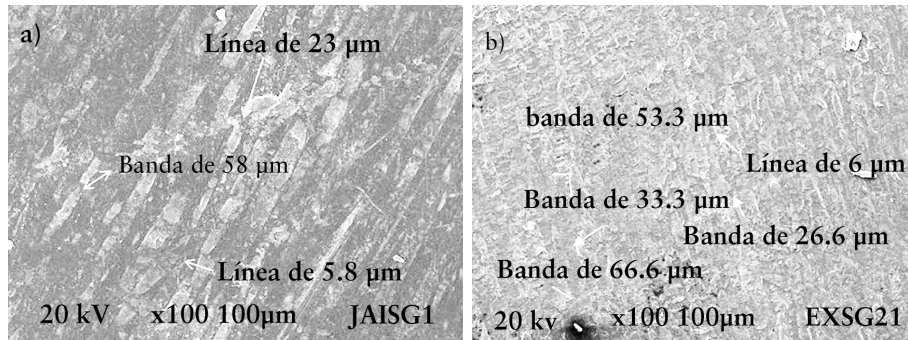 a)
Línea de 23 μm
Banda de 58 μm
Línea de 5.8 μm
20 kV x100 100μm JAISG1
b)
banda de 53.3 μm
Línea de 6 μm
Banda de 33.3 μm
Banda de 26.6 μm
Banda de 66.6 μm
20 kv x100 100μm EXSG21